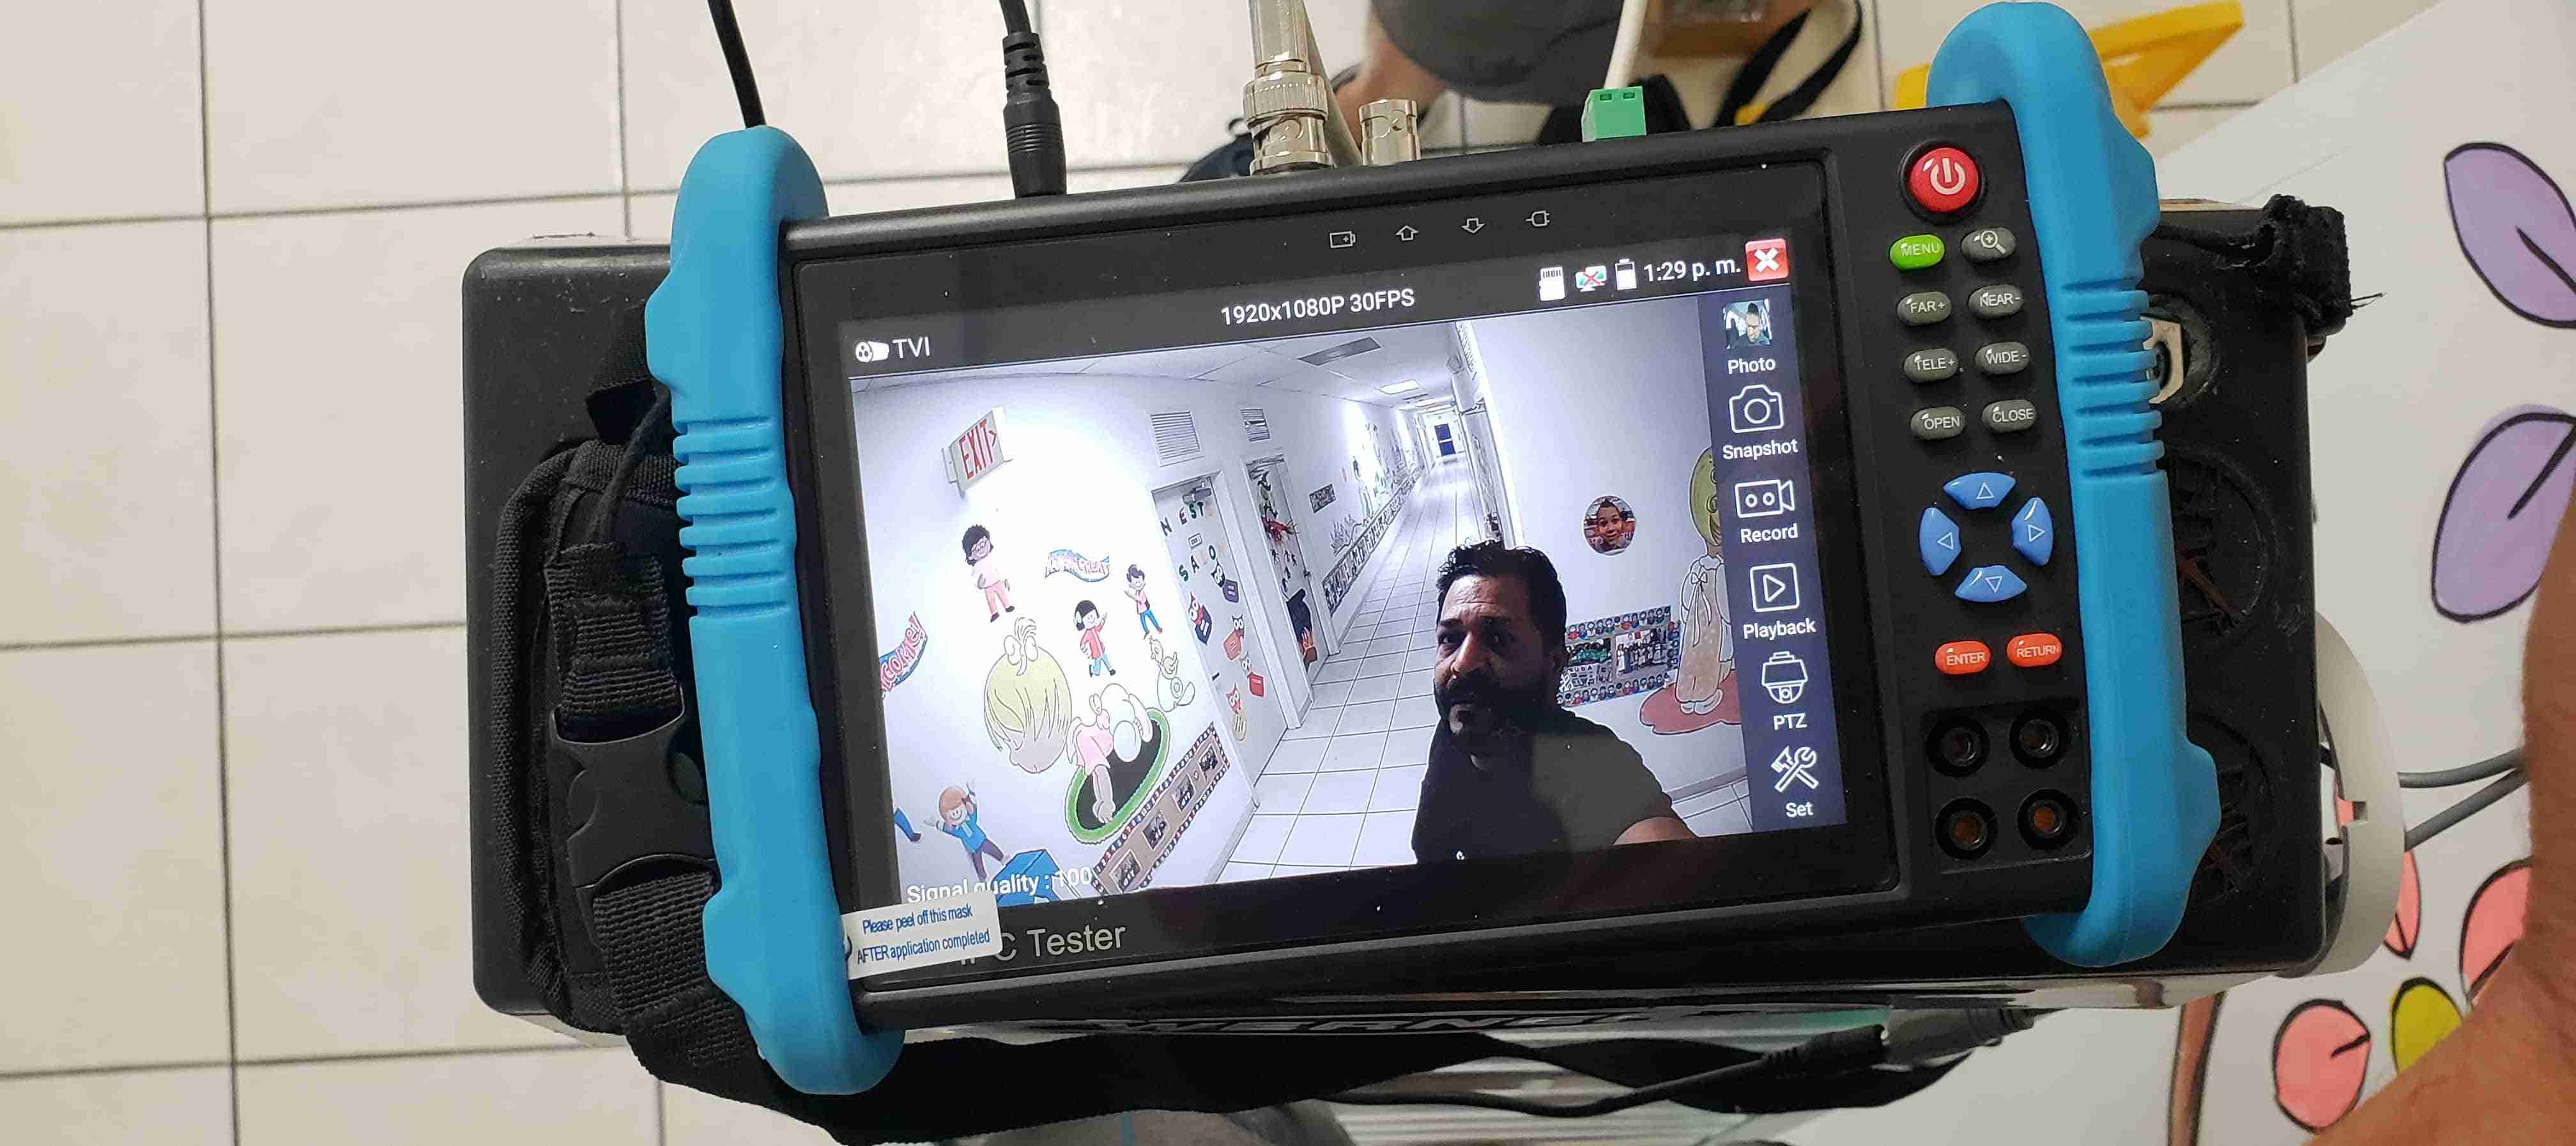 1920x1080P 30FPS
1:29 p. m.
TVI
Photo
Snapshot
Record
Playback
PTZ
Set
EXIT
NEST
Signal quality : 100
Please peel off this mask
AFTER application completed
C Tester
MENU
FAR+
NEAR-
TELE+
WIDE-
OPEN
CLOSE
ENTER
RETURN